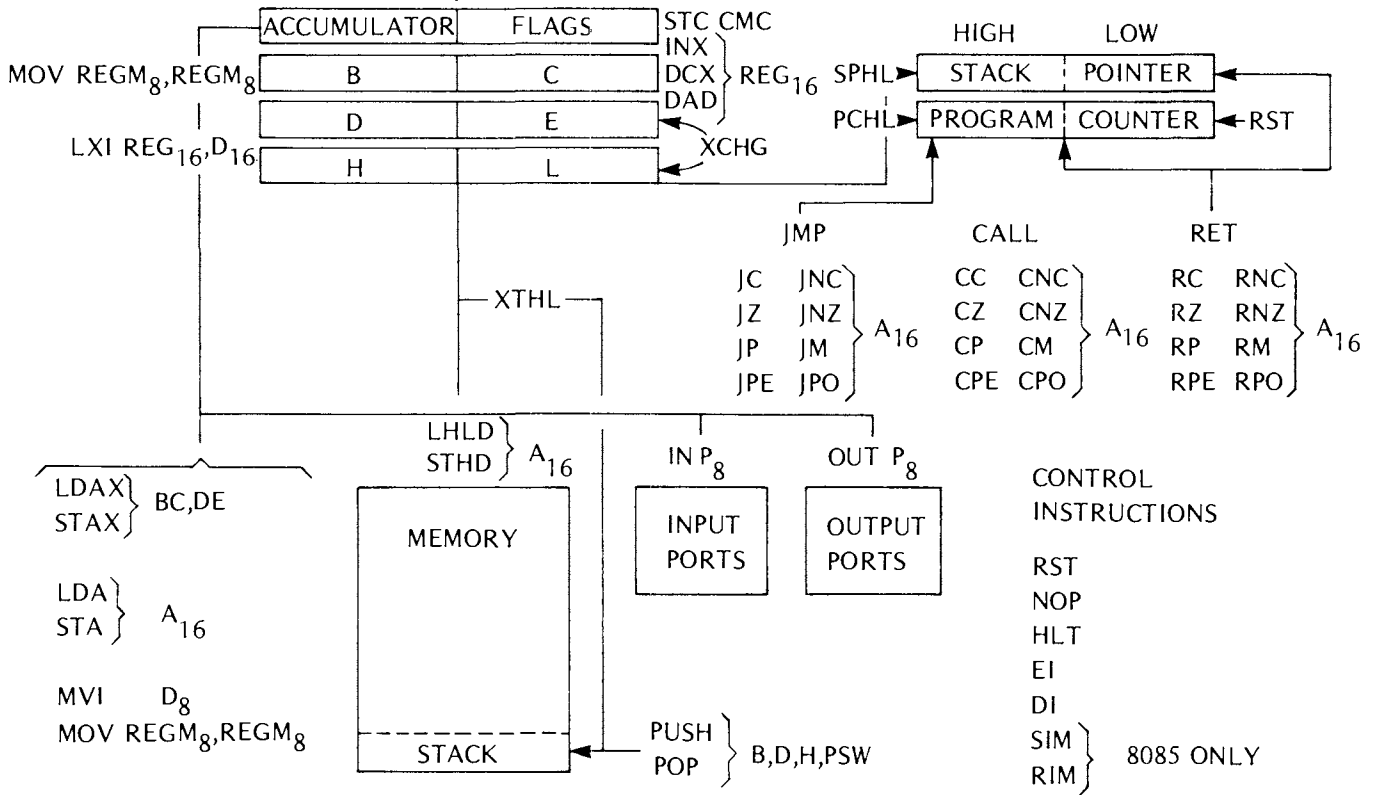 ACCUMULATOR FLAGS STC CMC
MOV REGM8,REGM8
B C
INX
DCX
DAD
REG16
D E
LXI REG16,D16
XCHG
H L
HIGH LOW
SPHL STACK POINTER
PCHL PROGRAM COUNTER RST
JMP
JC JNC
JZ JNZ
JP JM
JPE JPO
A16
CALL
CC CNC
CZ CNZ
CP CM
CPE CPO
A16
RET
RC RNC
RZ RNZ
RP RM
RPE RPO
A16
XTHL
LDAX
STAX
BC,DE
LDA
STA
A16
MVI D8
MOV REGM8,REGM8
LHLD
STHD
A16
MEMORY
STACK
IN P8
INPUT
PORTS
OUT P8
OUTPUT
PORTS
PUSH
POP
B,D,H,PSW
CONTROL
INSTRUCTIONS
RST
NOP
HLT
EI
DI
SIM
RIM
8085 ONLY